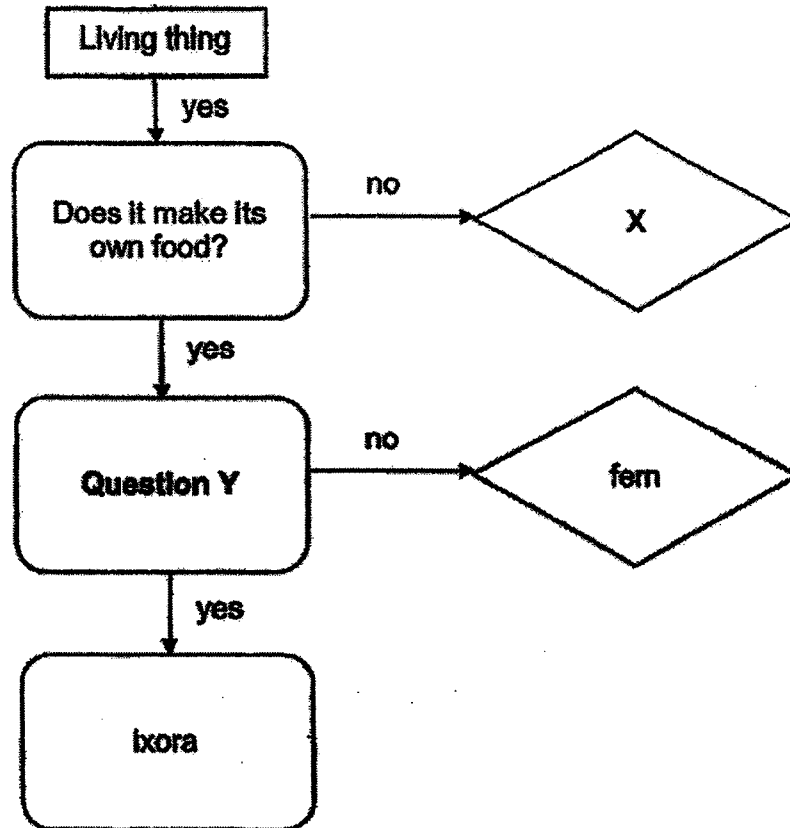 Living thing
yes
Does it make its
own food?
no
X
yes
Question Y
no
fern
yes
ixora